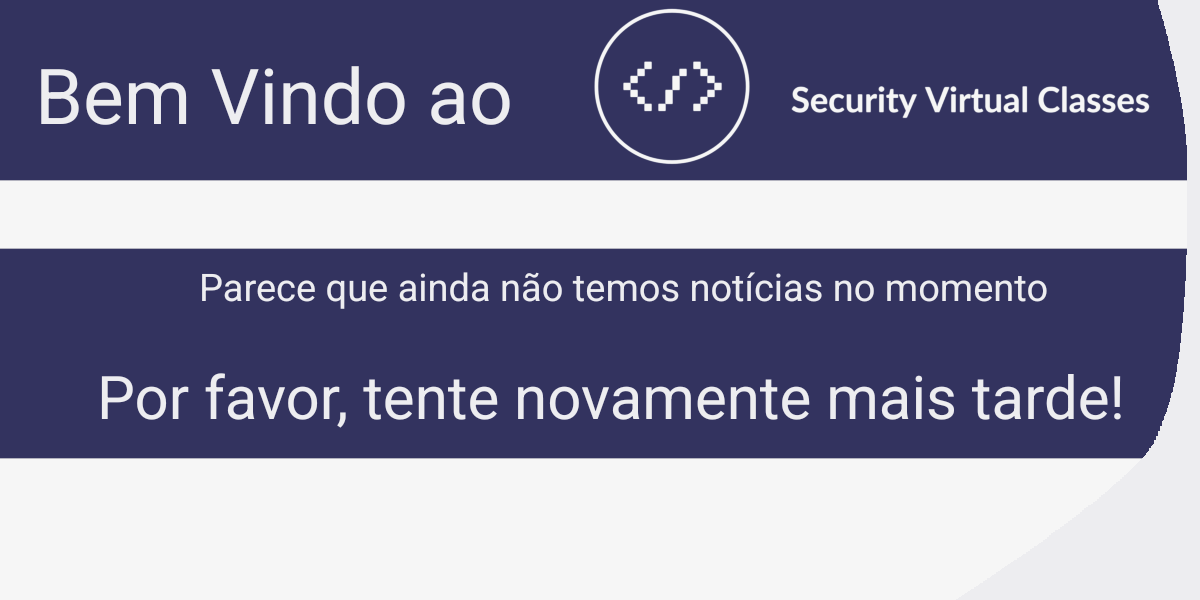 Bem Vindo ao </> Security Virtual Classes
Parece que ainda não temos notícias no momento
Por favor, tente novamente mais tarde!